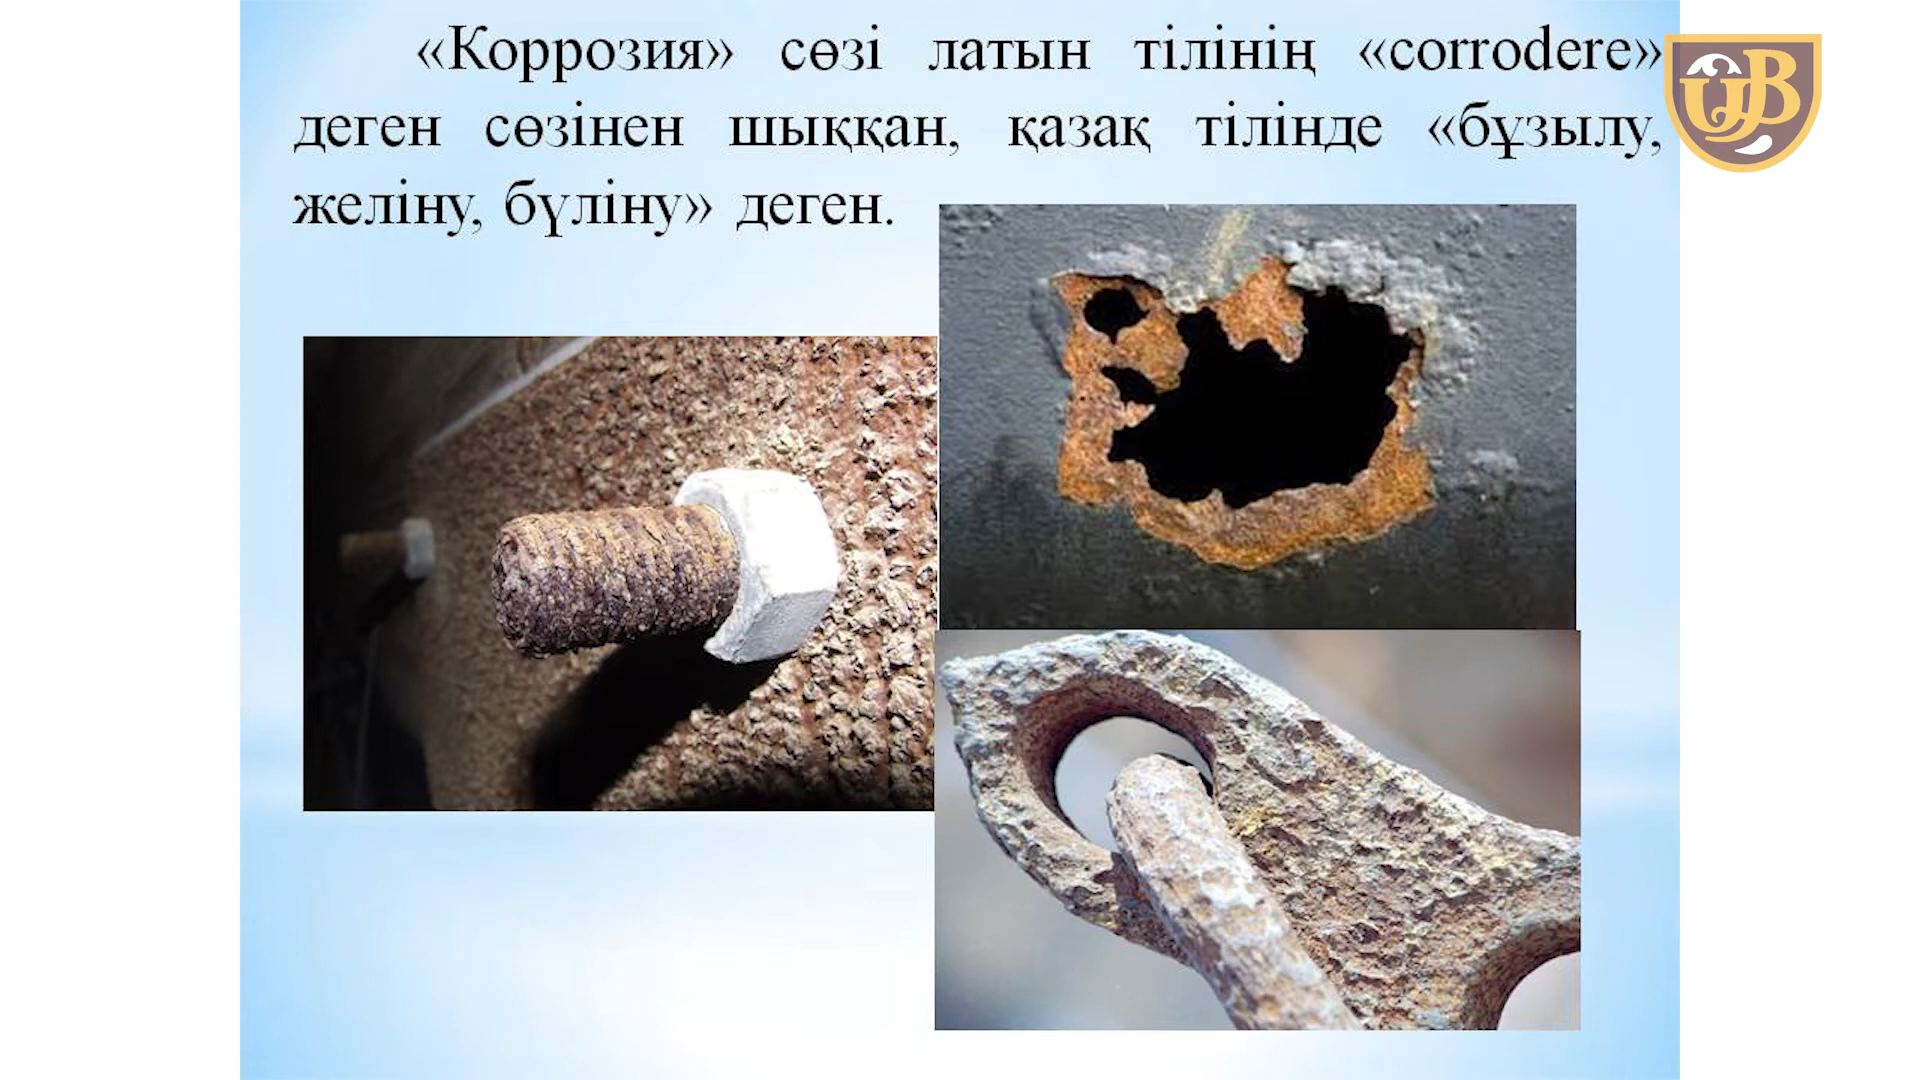 «Коррозия» сөзі латын тілінің «corrodere»
деген сөзінен шыққан, қазақ тілінде «бұзылу,
желіну, бүліну» деген.